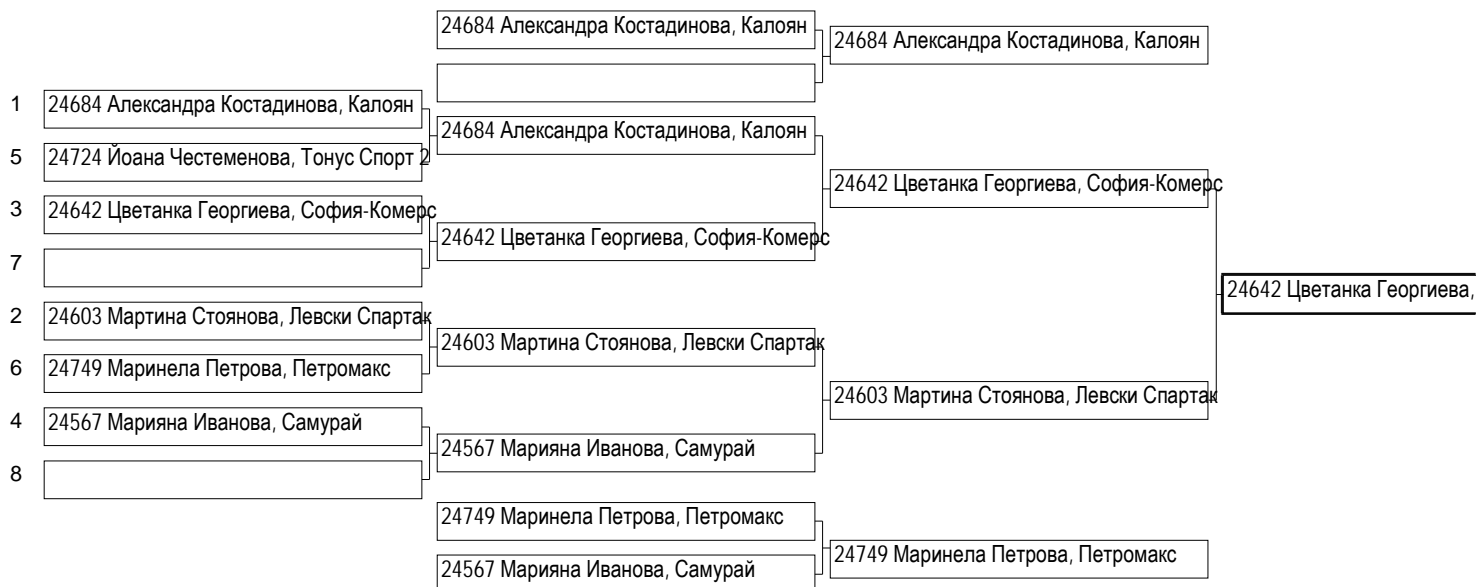 24684 Александра Костадинова, Калоян
24684 Александра Костадинова, Калоян
1 24684 Александра Костадинова, Калоян
24684 Александра Костадинова, Калоян
5 24724 Йоана Честеменова, Тонус Спорт 2
24642 Цветанка Георгиева, София-Комерс
3 24642 Цветанка Георгиева, София-Комерс
24642 Цветанка Георгиева, София-Комерс
7
24642 Цветанка Георгиева,
2 24603 Мартина Стоянова, Левски Спартак
24603 Мартина Стоянова, Левски Спартак
6 24749 Маринела Петрова, Петромакс
24603 Мартина Стоянова, Левски Спартак
4 24567 Марияна Иванова, Самурай
24567 Марияна Иванова, Самурай
8
24749 Маринела Петрова, Петромакс
24749 Маринела Петрова, Петромакс
24567 Марияна Иванова, Самурай